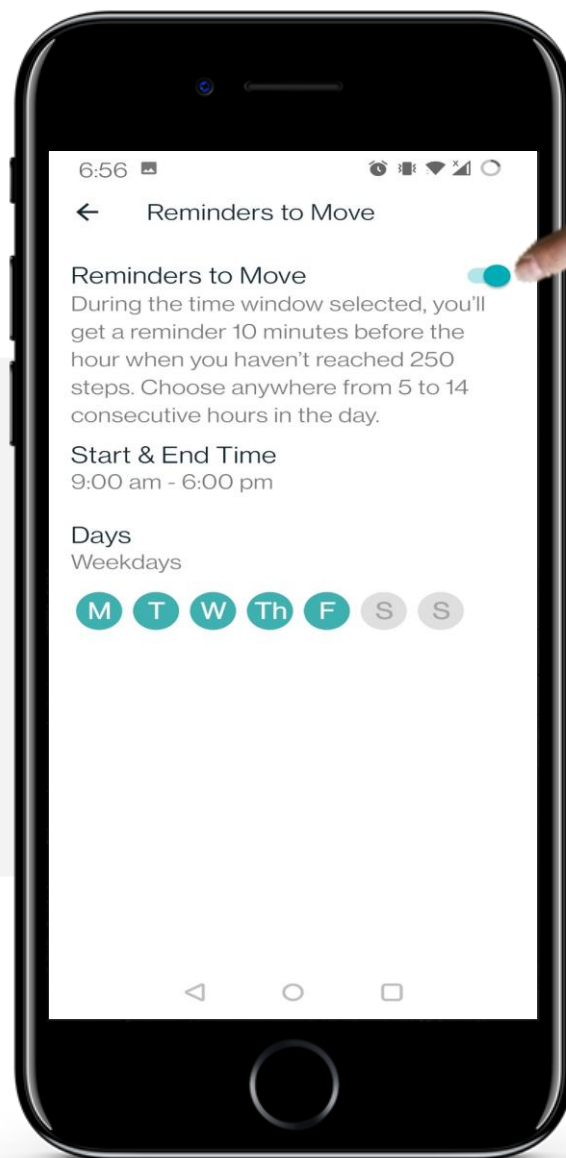 6:56
Reminders to Move
Reminders to Move
During the time window selected, you'll
get a reminder 10 minutes before the
hour when you haven't reached 250
steps. Choose anywhere from 5 to 14
consecutive hours in the day.
Start & End Time
9:00 am - 6:00 pm
Days
Weekdays
M T W Th F S S